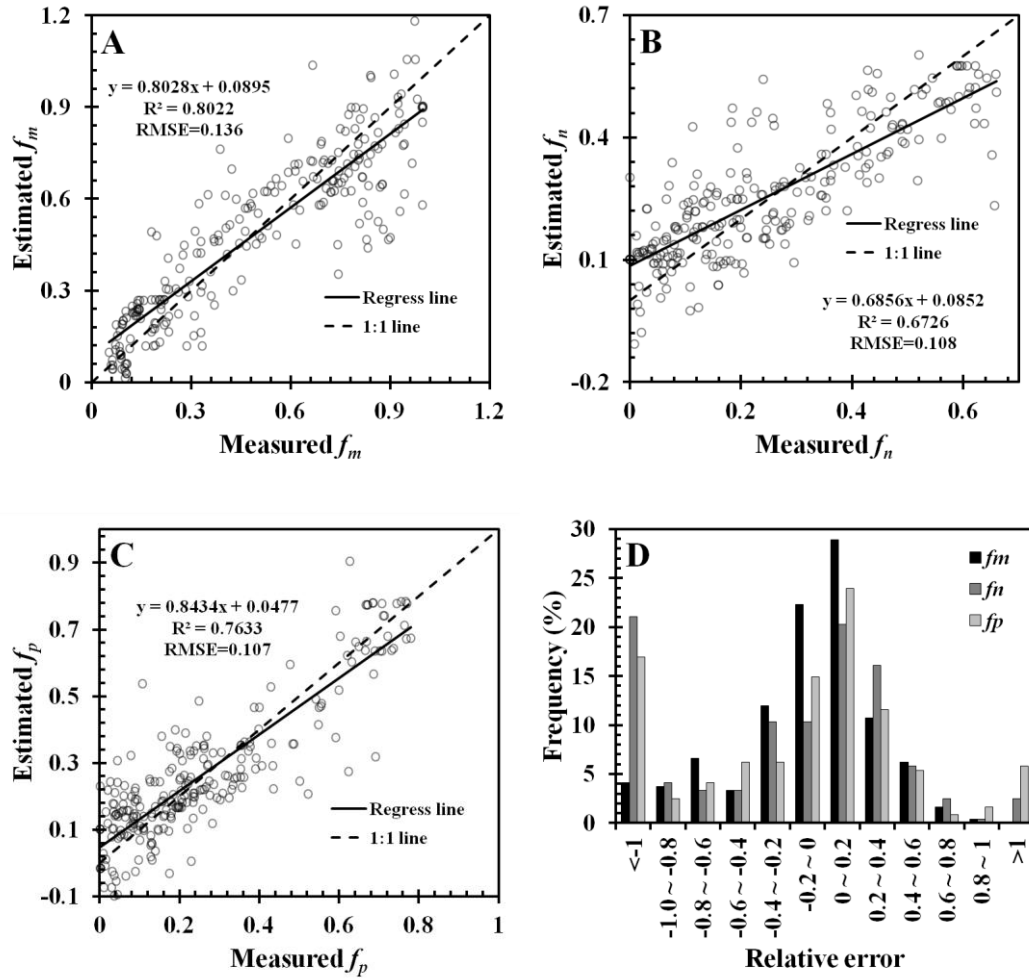 A
y = 0.8028x + 0.0895
R² = 0.8022
RMSE=0.136
Regress line
1:1 line
Estimated fm
1.2
0.9
0.6
0.3
0
0 0.3 0.6 0.9 1.2
Measured fm
B
Regress line
1:1 line
y = 0.6856x + 0.0852
R² = 0.6726
RMSE=0.108
Estimated fn
0.7
0.4
0.1
-0.2
0 0.2 0.4 0.6
Measured fn
C
y = 0.8434x + 0.0477
R² = 0.7633
RMSE=0.107
Regress line
1:1 line
Estimated fp
0.9
0.7
0.5
0.3
0.1
-0.1
0 0.2 0.4 0.6 0.8 1
Measured fp
D
fm
fn
fp
Frequency (%)
30
25
20
15
10
5
0
<-1
-1.0 ~ -0.8
-0.8 ~ -0.6
-0.6 ~ -0.4
-0.4 ~ -0.2
-0.2 ~ 0
0 ~ 0.2
0.2 ~ 0.4
0.4 ~ 0.6
0.6 ~ 0.8
0.8 ~ 1
>1
Relative error